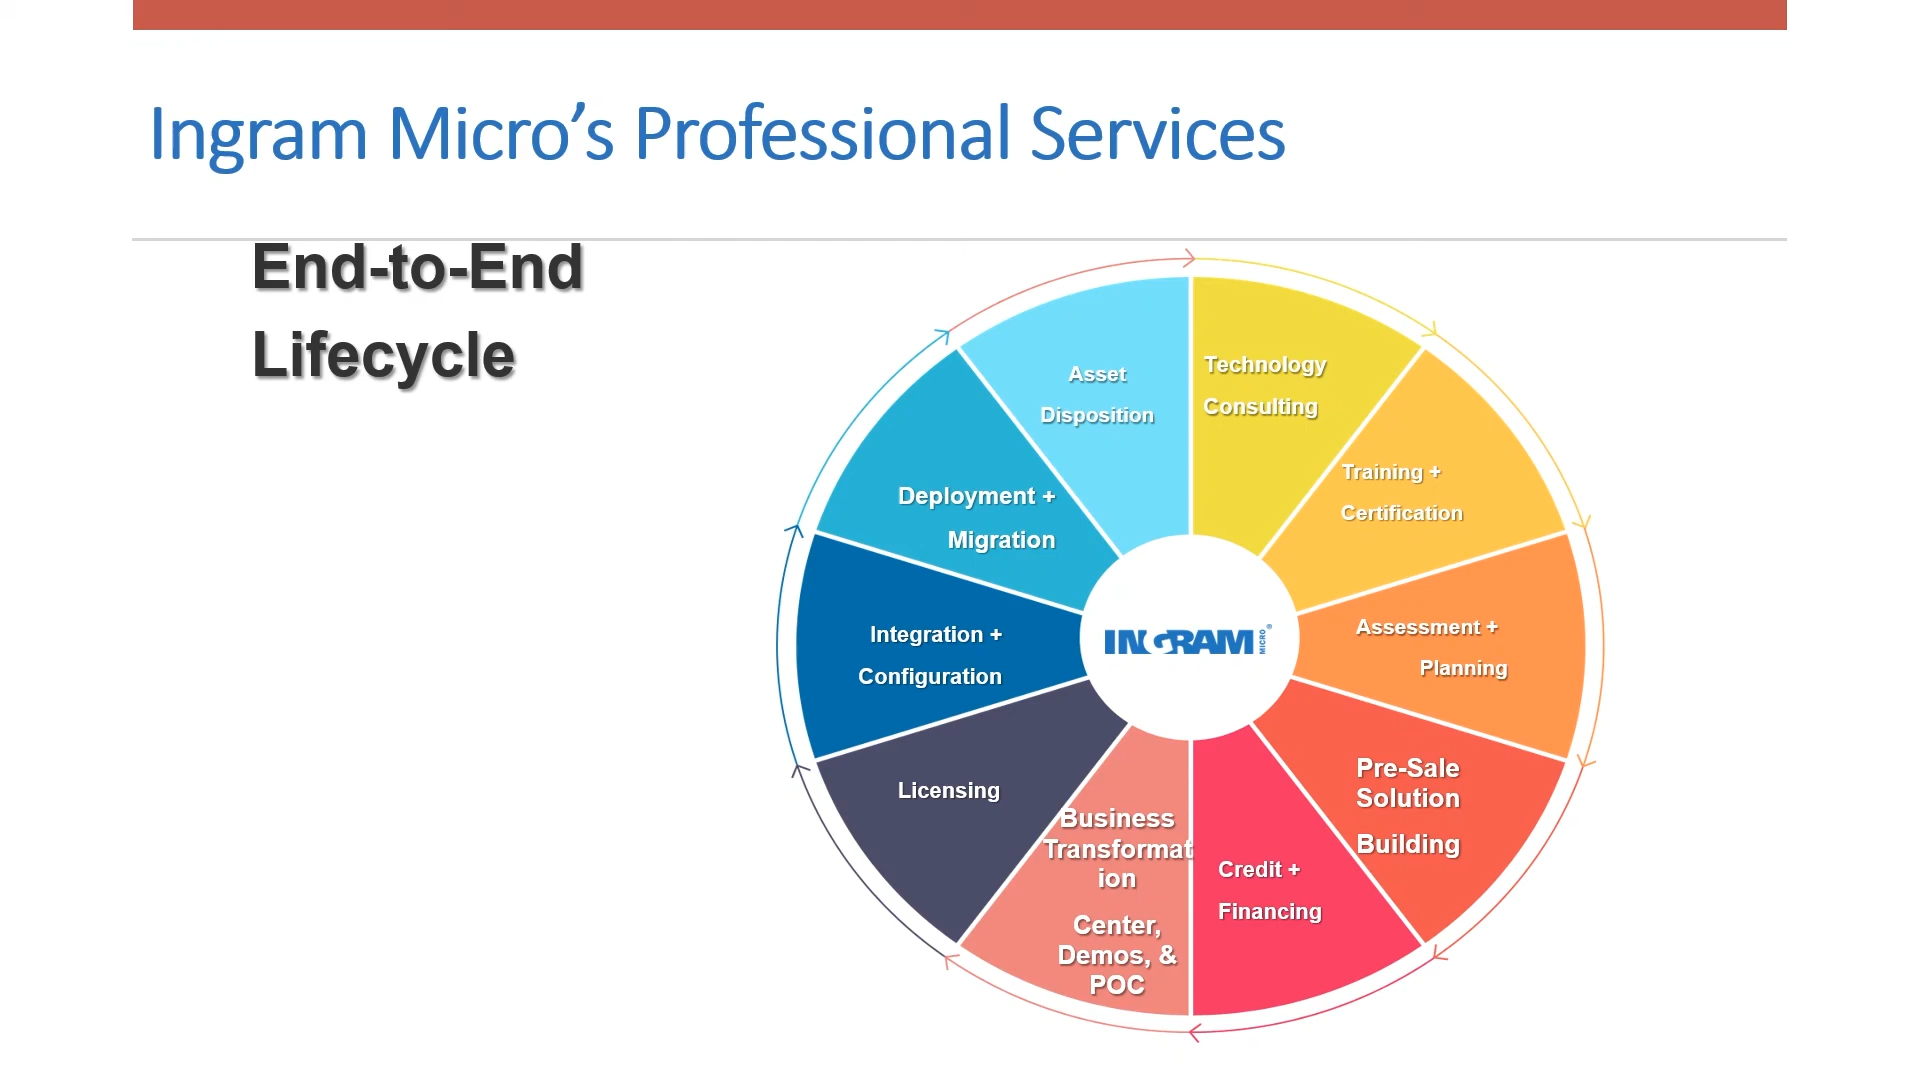 Ingram Micro’s Professional Services
End-to-End
Lifecycle
Asset
Disposition
Technology
Consulting
Training +
Certification
Deployment +
Migration
Assessment +
Planning
Integration +
Configuration
INGRAM MICRO ®
Pre-Sale
Solution
Building
Licensing
Business
Transformat
ion
Center,
Demos, &
POC
Credit +
Financing